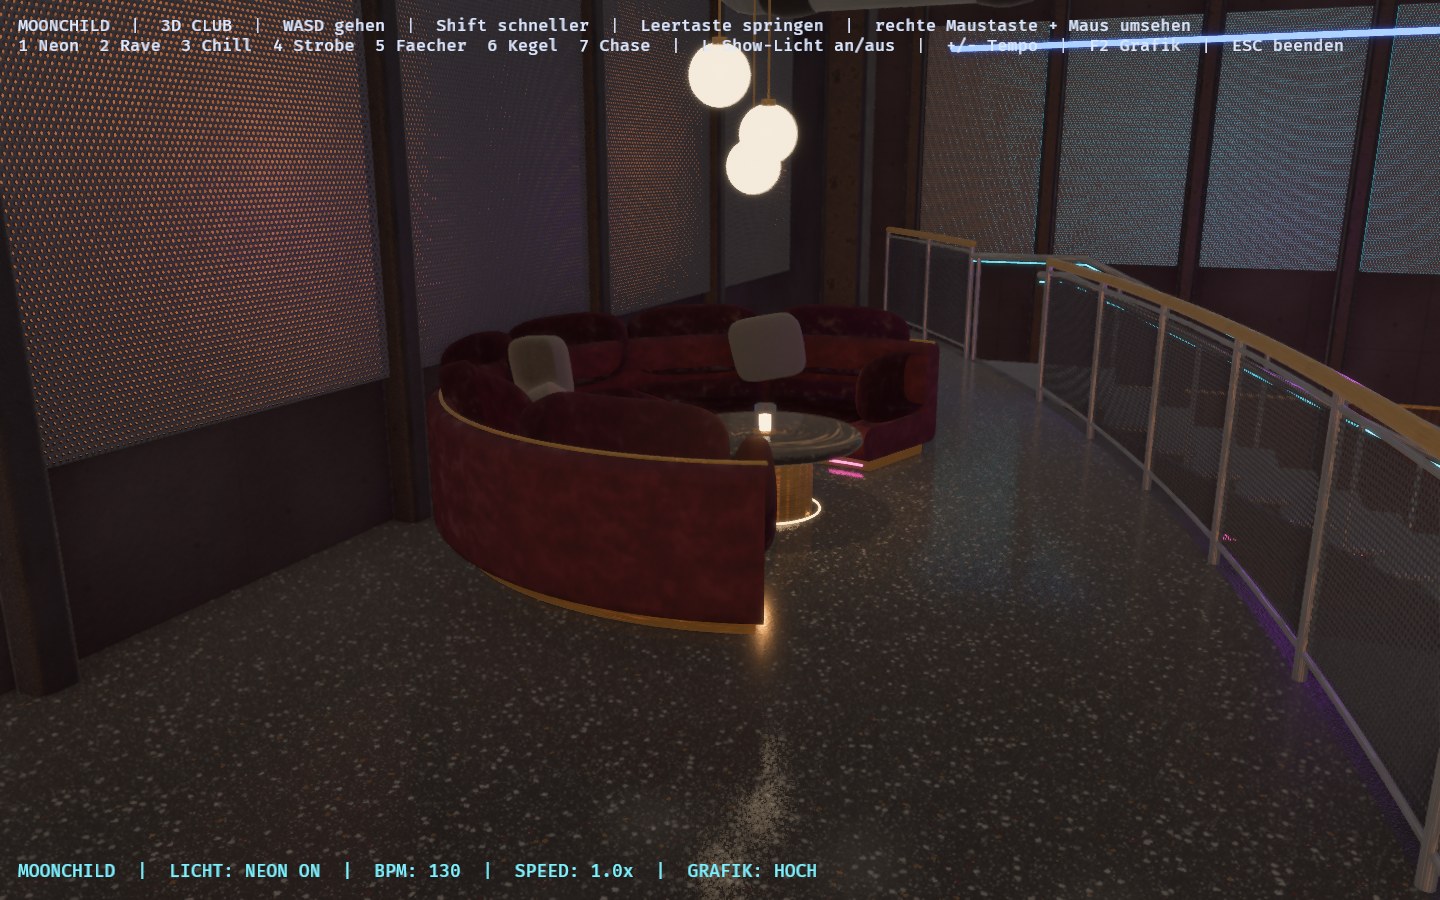 MOONCHILD | 3D CLUB | WASD gehen | Shift schneller | Leertaste springen | rechte Maustaste + Maus umsehen
1 Neon 2 Rave 3 Chill 4 Strobe 5 Faecher 6 Kegel 7 Chase | L Show-Licht an/aus | +/- Tempo | F2 Grafik | ESC beenden
MOONCHILD | LICHT: NEON ON | BPM: 130 | SPEED: 1.0x | GRAFIK: HOCH